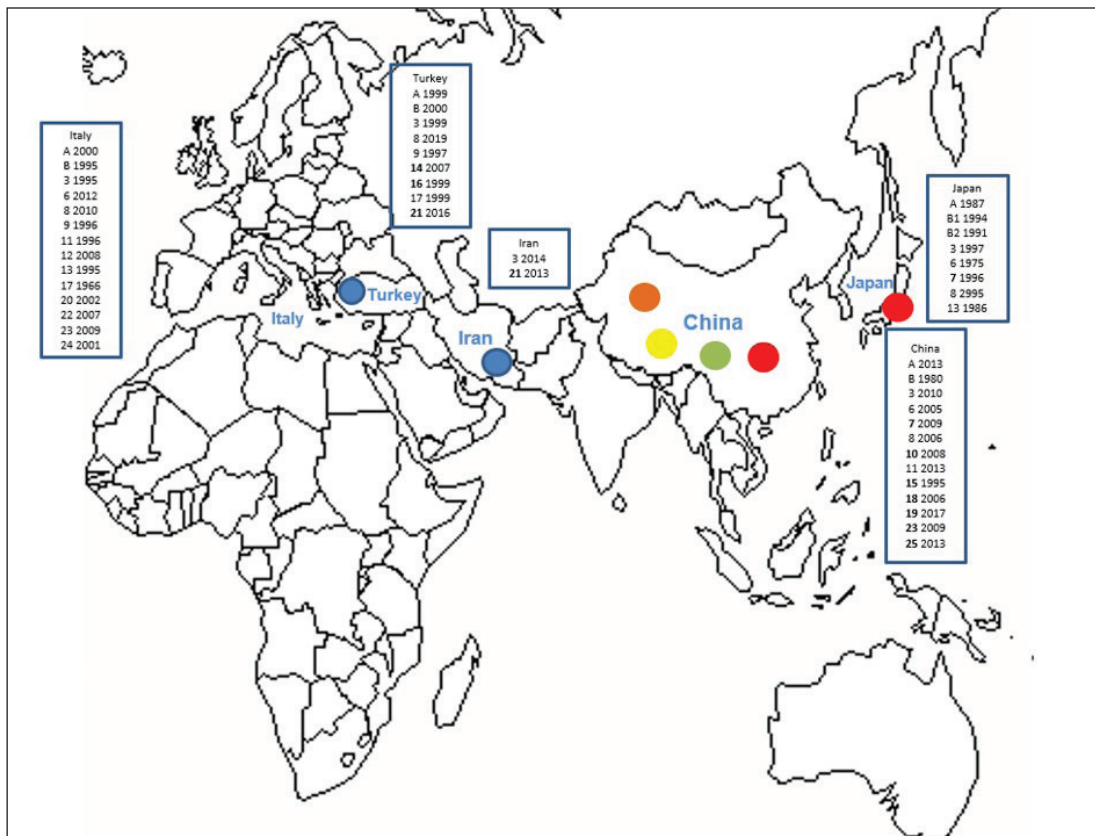 Italy
A 2000
B 1995
3 1995
6 2012
8 2010
9 1996
11 1996
12 2008
13 1995
17 1966
20 2002
22 2007
23 2009
24 2001
Turkey
A 1999
B 2000
3 1999
8 2019
9 1997
14 2007
16 1999
17 1999
21 2016
Iran
3 2014
21 2013
Japan
A 1987
B1 1994
B2 1991
3 1997
6 1975
7 1996
8 2995
13 1986
China
A 2013
B 1980
3 2010
6 2005
7 2009
8 2006
10 2008
11 2013
15 1995
18 2006
19 2017
23 2009
25 2013
Italy
Turkey
Iran
China
Japan